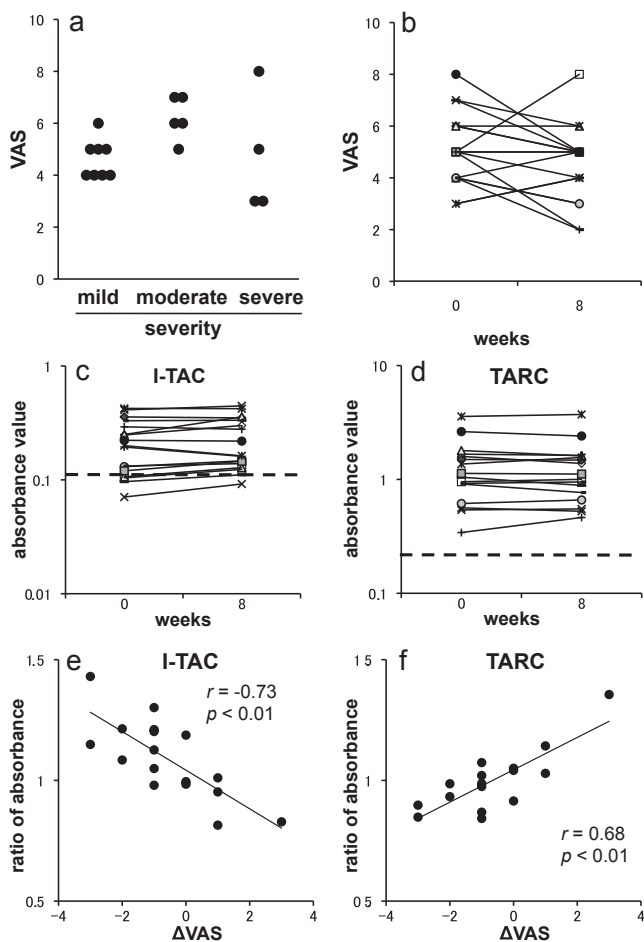 a
10
8
6
4
2
0
VAS
mild moderate severe
severity
b
10
8
6
4
2
0
VAS
0 8
weeks
c
I-TAC
1
0.1
0.01
absorbance value
0 8
weeks
d
TARC
10
1
0.1
absorbance value
0 8
weeks
e
I-TAC
r = -0.73
p < 0.01
1.5
1
0.5
ratio of absorbance
−4 −2 0 2 4
ΔVAS
f
TARC
r = 0.68
p < 0.01
1 5
1
0 5
ratio of absorbance
−4 −2 0 2 4
ΔVAS